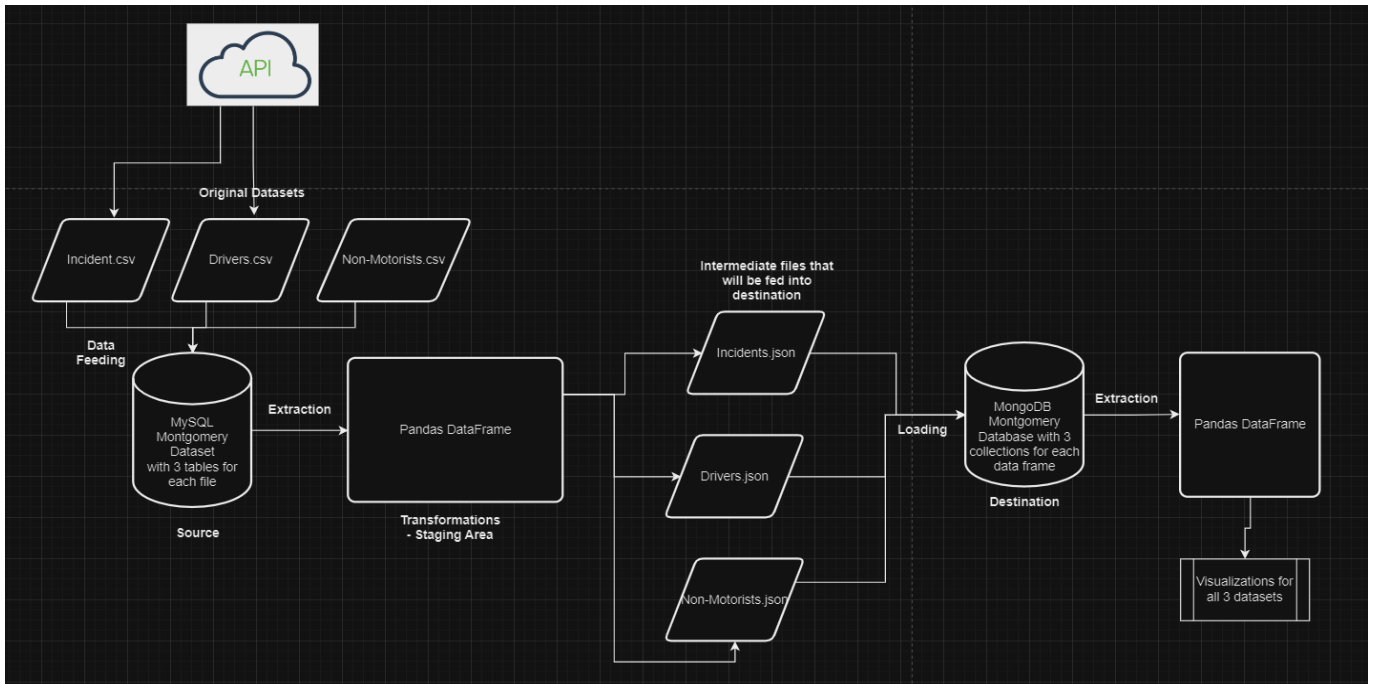 API
Original Datasets
Incident.csv
Drivers.csv
Non-Motorists.csv
Data
Feeding
MySQL
Montgomery
Dataset
with 3 tables for
each file
Source
Extraction
Pandas DataFrame
Transformations
- Staging Area
Intermediate files that
will be fed into
destination
Incidents.json
Drivers.json
Non-Motorists.json
Loading
MongoDB
Montgomery
Database with 3
collections for each
data frame
Destination
Extraction
Pandas DataFrame
Visualizations for
all 3 datasets